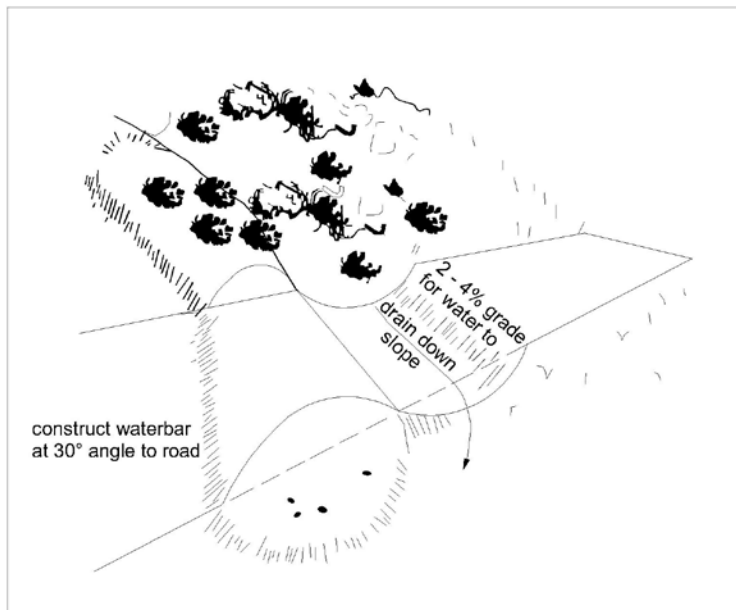 2 - 4% grade
for water to
drain down
slope
construct waterbar
at 30° angle to road